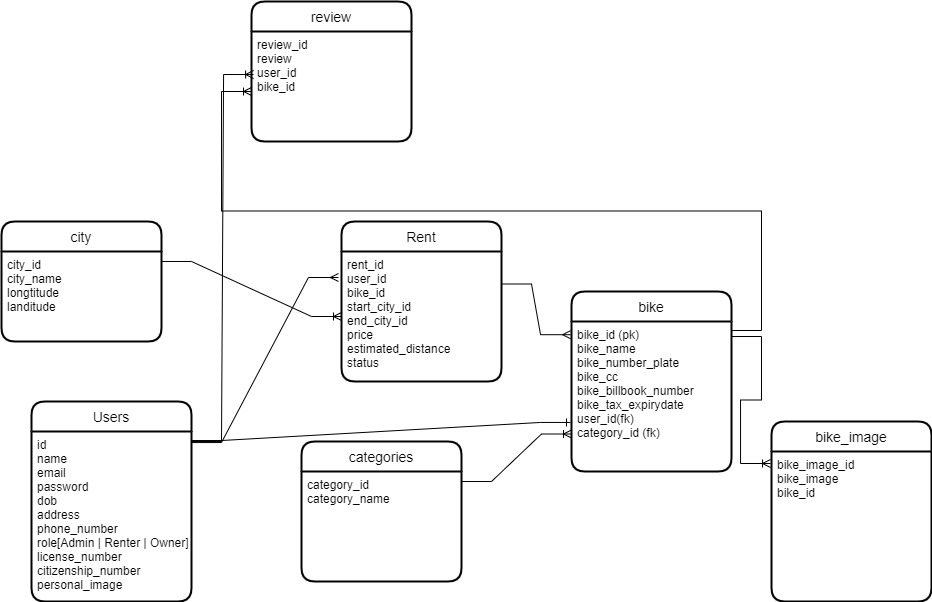 review
review_id
review
user_id
bike_id
city
city_id
city_name
longtitude
landitude
Rent
rent_id
user_id
bike_id
start_city_id
end_city_id
price
estimated_distance
status
bike
bike_id (pk)
bike_name
bike_number_plate
bike_cc
bike_billbook_number
bike_tax_expirydate
user_id(fk)
category_id (fk)
Users
id
name
email
password
dob
address
phone_number
role[Admin | Renter | Owner]
license_number
citizenship_number
personal_image
categories
category_id
category_name
bike_image
bike_image_id
bike_image
bike_id